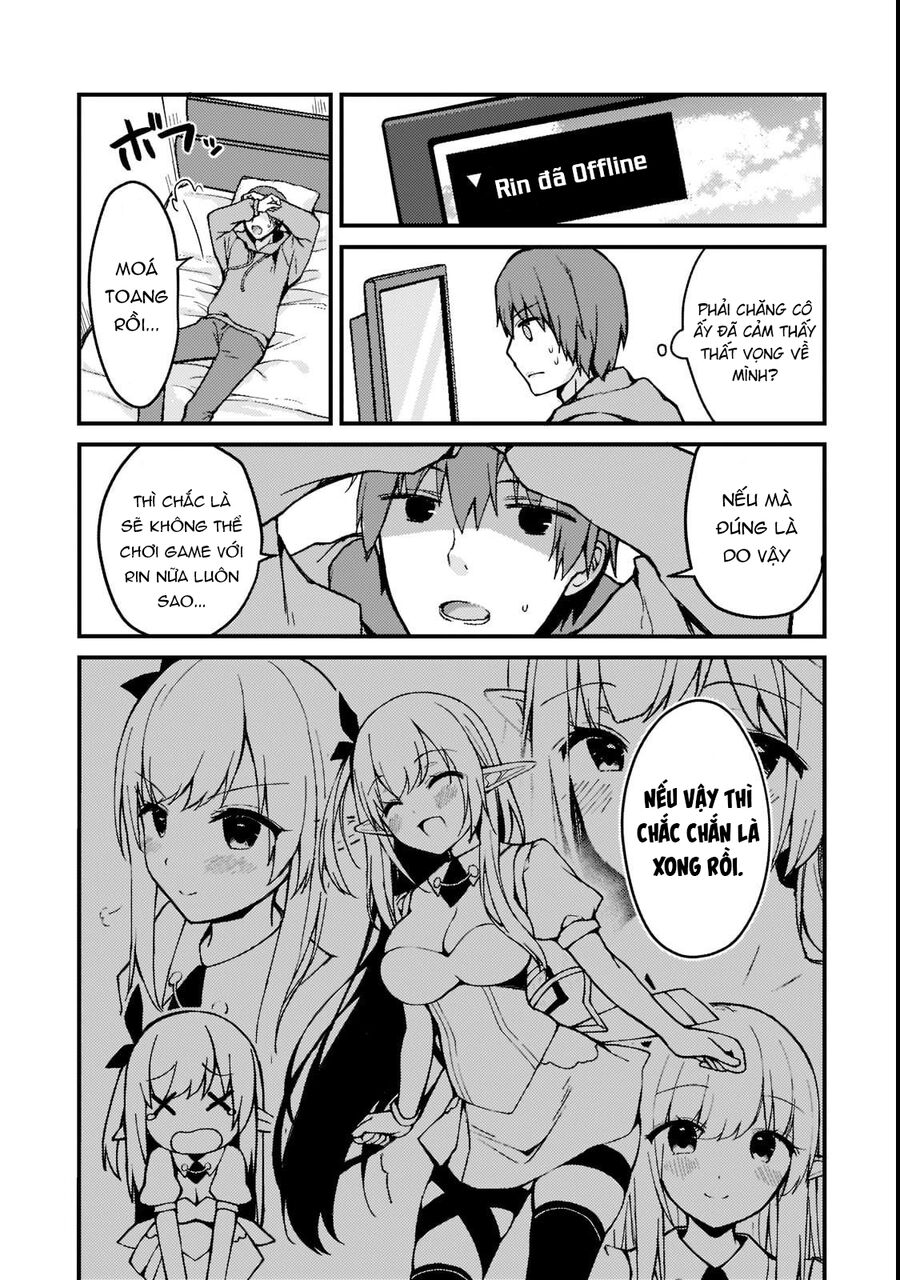 Rin đã Offline
PHẢI CHĂNG CÔ
ẤY ĐÃ CẢM THẤY
THẤT VỌNG VỀ
MÌNH?
ボフッ
MOÁ
TOANG
RỒI...
NẾU MÀ
ĐÚNG LÀ
DO VẬY
THÌ CHẮC LÀ
SẼ KHÔNG THỂ
CHƠI GAME VỚI
RIN NỮA LUÔN
SAO...
NẾU VẬY THÌ
CHẮC CHẮN LÀ
XONG RỒI.